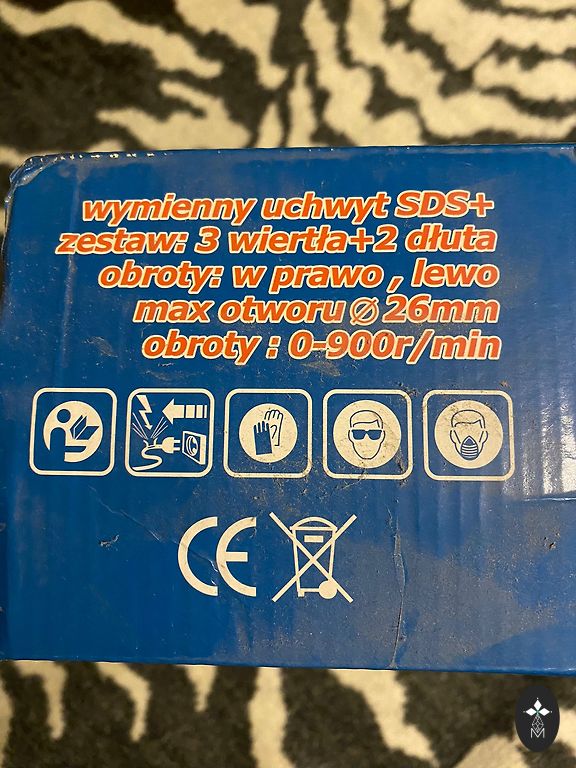 wymienny uchwyt SDS+
zestaw: 3 wiertła+2 dłuta
obroty: w prawo , lewo
max otworu ⌀ 26mm
obroty : 0-900r/min
CE
M